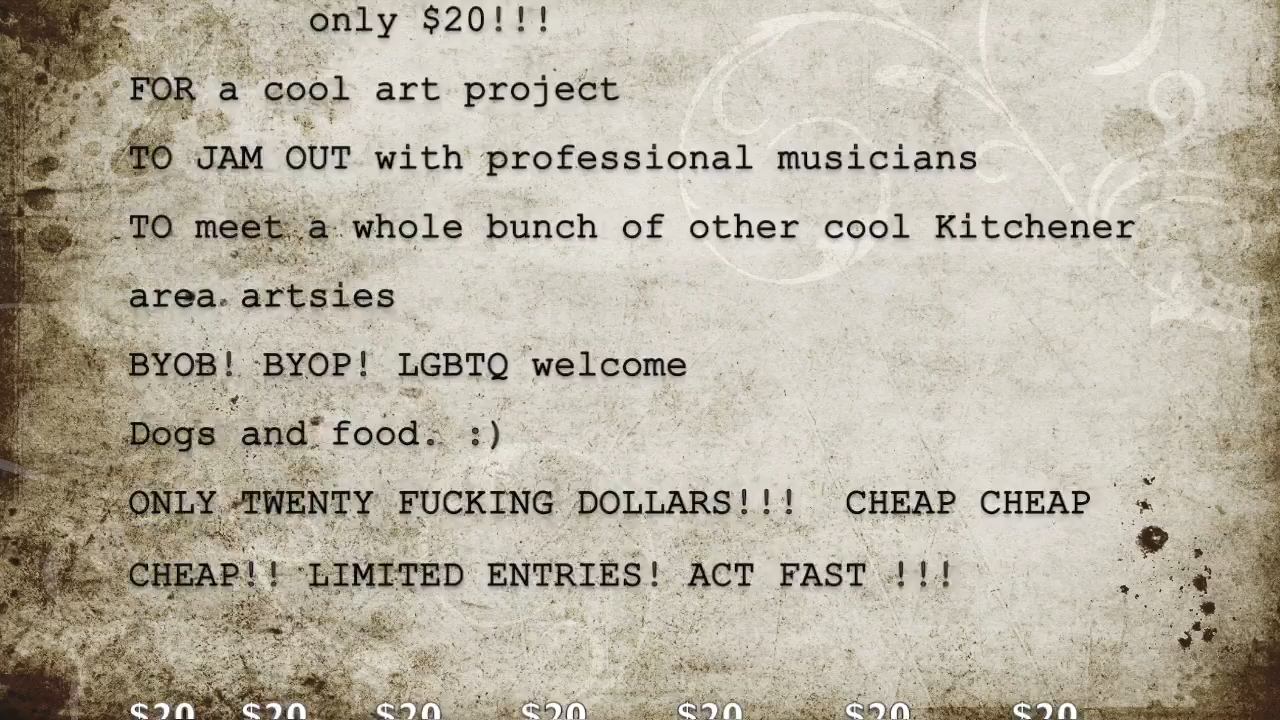 only $20!!!
FOR a cool art project
TO JAM OUT with professional musicians
TO meet a whole bunch of other cool Kitchener
area artsies
BYOB! BYOP! LGBTQ welcome
Dogs and food. :)
ONLY TWENTY FUCKING DOLLARS!!! CHEAP CHEAP
CHEAP!! LIMITED ENTRIES! ACT FAST !!!
$20 $20 $20 $20 $20 $20 $20